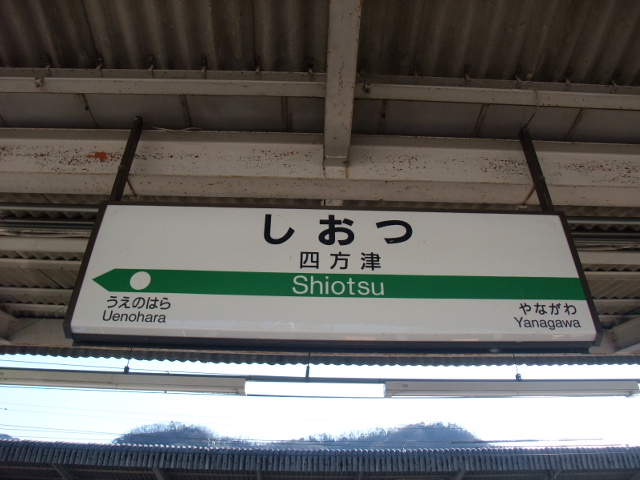 しおつ
四方津
Shiotsu
うえのはら
Uenohara
やながわ
Yanagawa